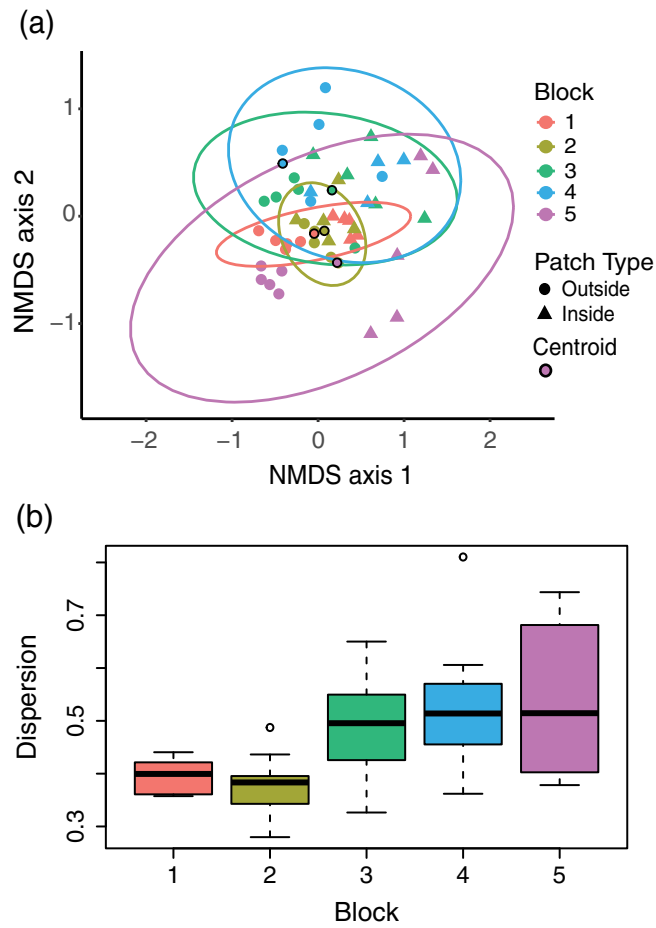 (a)
NMDS axis 2
1
0
−1
−2
−1
0
1
2
NMDS axis 1
Block
1
2
3
4
5
Patch Type
Outside
Inside
Centroid
(b)
Dispersion
0.7
0.5
0.3
1
2
3
4
5
Block